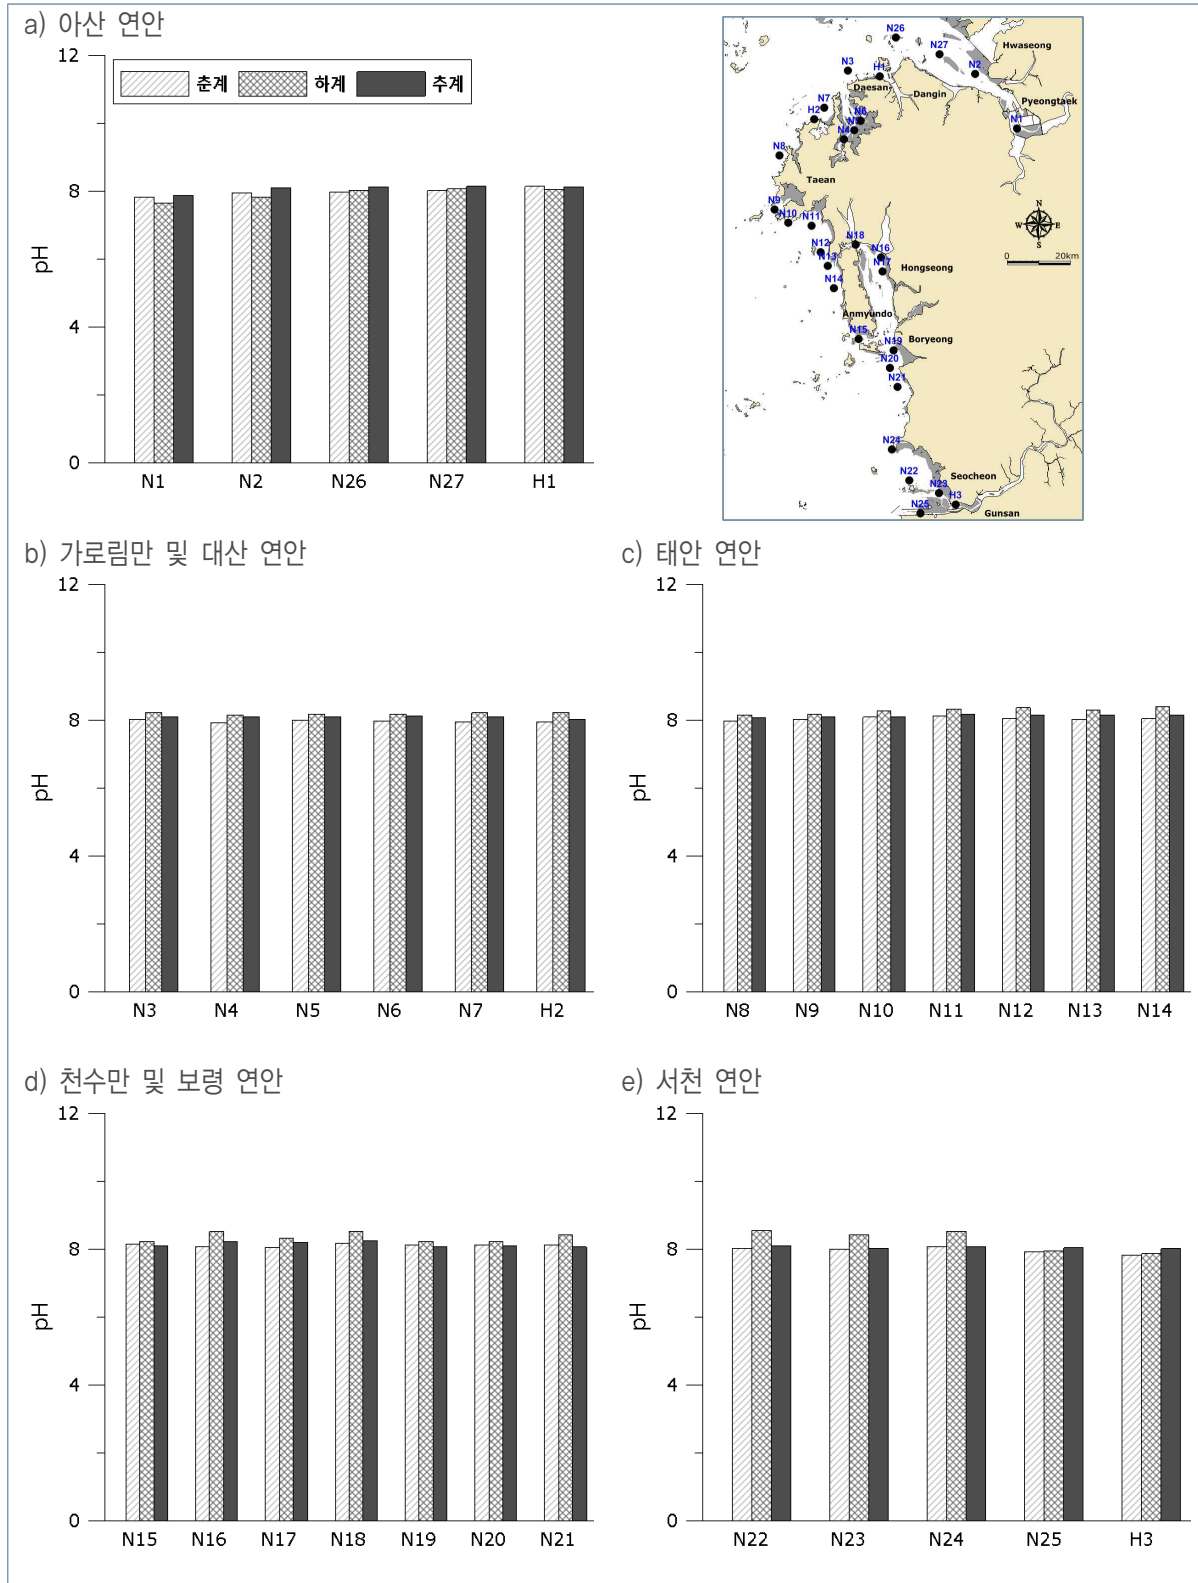 a) 아산 연안
12
춘계 하계 추계
8
pH
4
0
N1 N2 N26 N27 H1
N26
N27
Hwaseong
N3
H1
N2
Daesan
Dangin
Pyeongtaek
N7
H2
N6
N5
N4
N1
N8
Taean
N9
N10
N11
N
W E
S
N12
N18
N16
N13
N17
0 20km
Hongseong
N14
Anmyundo
N15
N19
Boryeong
N20
N21
N24
N22
Seocheon
N23
H3
N25
Gunsan
b) 가로림만 및 대산 연안
12
8
pH
4
0
N3 N4 N5 N6 N7 H2
c) 태안 연안
12
8
pH
4
0
N8 N9 N10 N11 N12 N13 N14
d) 천수만 및 보령 연안
12
8
pH
4
0
N15 N16 N17 N18 N19 N20 N21
e) 서천 연안
12
8
pH
4
0
N22 N23 N24 N25 H3